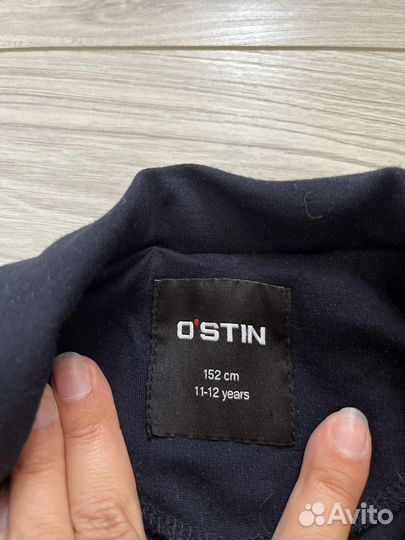 O'STIN
152 cm
11-12 years
Avito